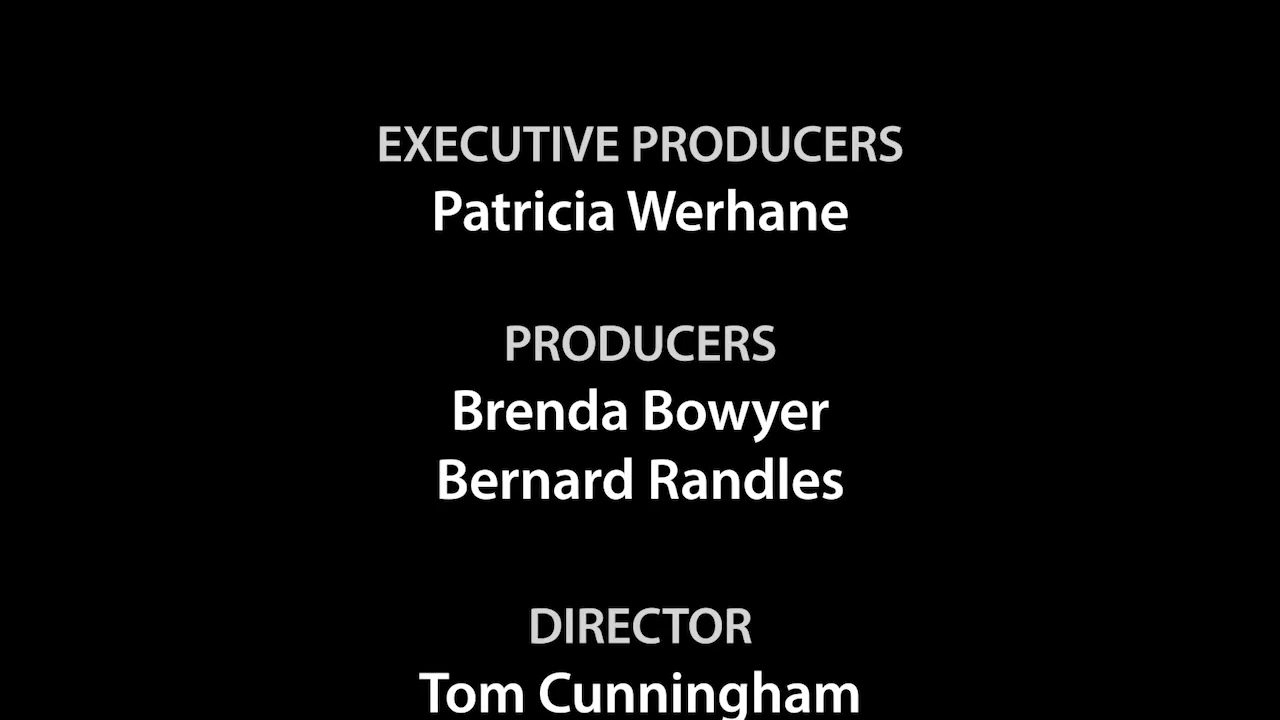 EXECUTIVE PRODUCERS
Patricia Werhane
PRODUCERS
Brenda Bowyer
Bernard Randles
DIRECTOR
Tom Cunningham